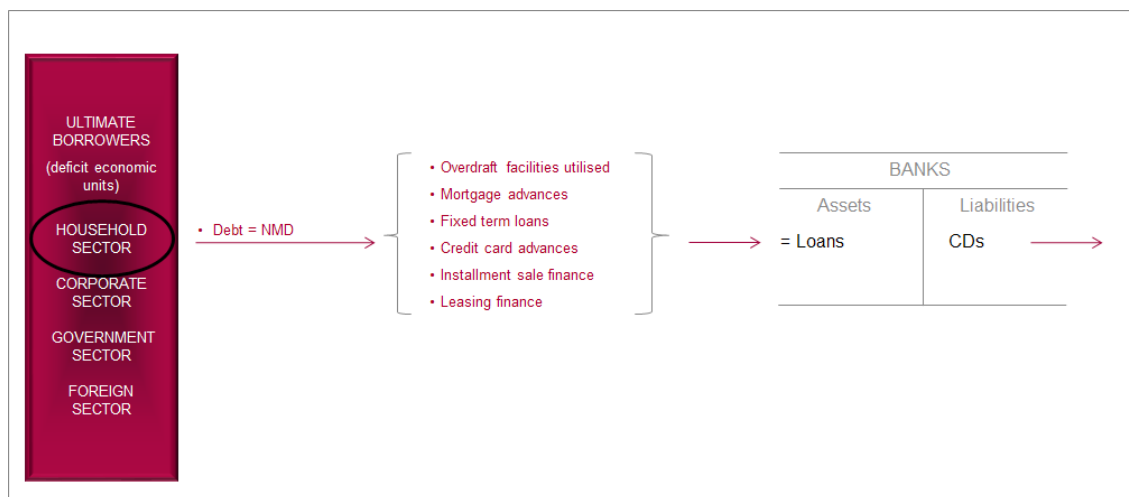 ULTIMATE
BORROWERS
(deficit economic
units)
HOUSEHOLD
SECTOR
CORPORATE
SECTOR
GOVERNMENT
SECTOR
FOREIGN
SECTOR
• Debt = NMD
• Overdraft facilities utilised
• Mortgage advances
• Fixed term loans
• Credit card advances
• Installment sale finance
• Leasing finance
BANKS
Assets Liabilities
= Loans CDs